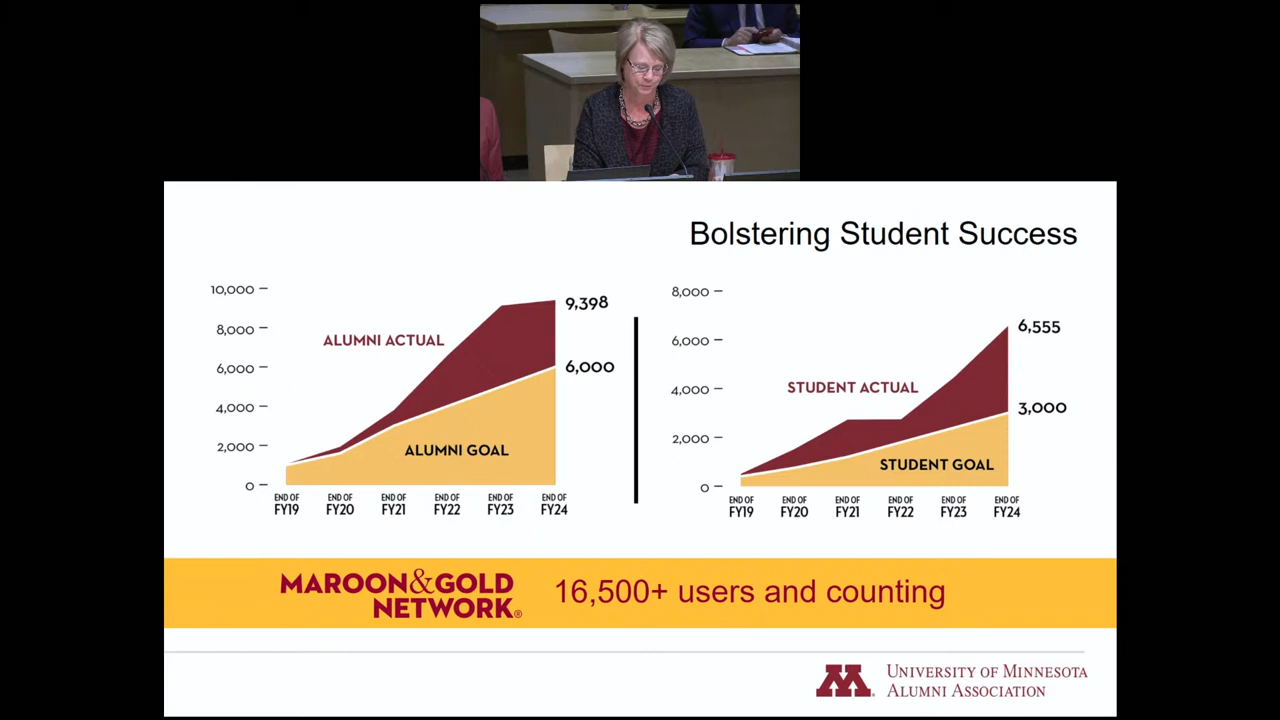 Bolstering Student Success
10,000
8,000
6,000
4,000
2,000
0
ALUMNI ACTUAL
ALUMNI GOAL
9,398
6,000
END OF FY19
END OF FY20
END OF FY21
END OF FY22
END OF FY23
END OF FY24
8,000
6,000
4,000
2,000
0
STUDENT ACTUAL
STUDENT GOAL
6,555
3,000
END OF FY19
END OF FY20
END OF FY21
END OF FY22
END OF FY23
END OF FY24
MAROON&GOLD
NETWORK®
16,500+ users and counting
M
UNIVERSITY OF MINNESOTA
ALUMNI ASSOCIATION